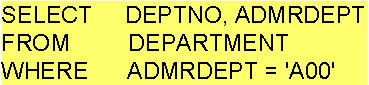 SELECT DEPTNO, ADMRDEPT
FROM DEPARTMENT
WHERE ADMRDEPT = 'A00'